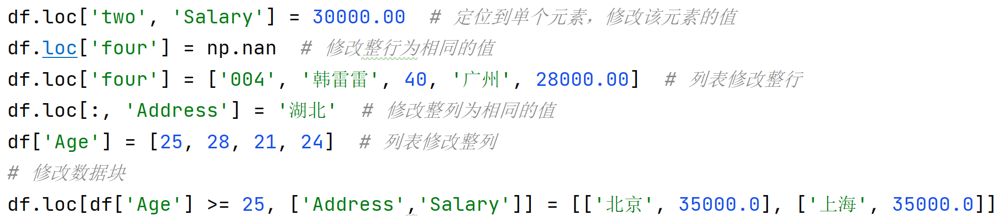 df.loc['two', 'Salary'] = 30000.00  # 定位到单个元素，修改该元素的值
df.loc['four'] = np.nan  # 修改整行为相同的值
df.loc['four'] = ['004', '韩雷雷', 40, '广州', 28000.00]  # 列表修改整行
df.loc[:, 'Address'] = '湖北'  # 修改整列为相同的值
df['Age'] = [25, 28, 21, 24]  # 列表修改整列
# 修改数据块
df.loc[df['Age'] >= 25, ['Address','Salary']] = [['北京', 35000.0], ['上海', 35000.0]]